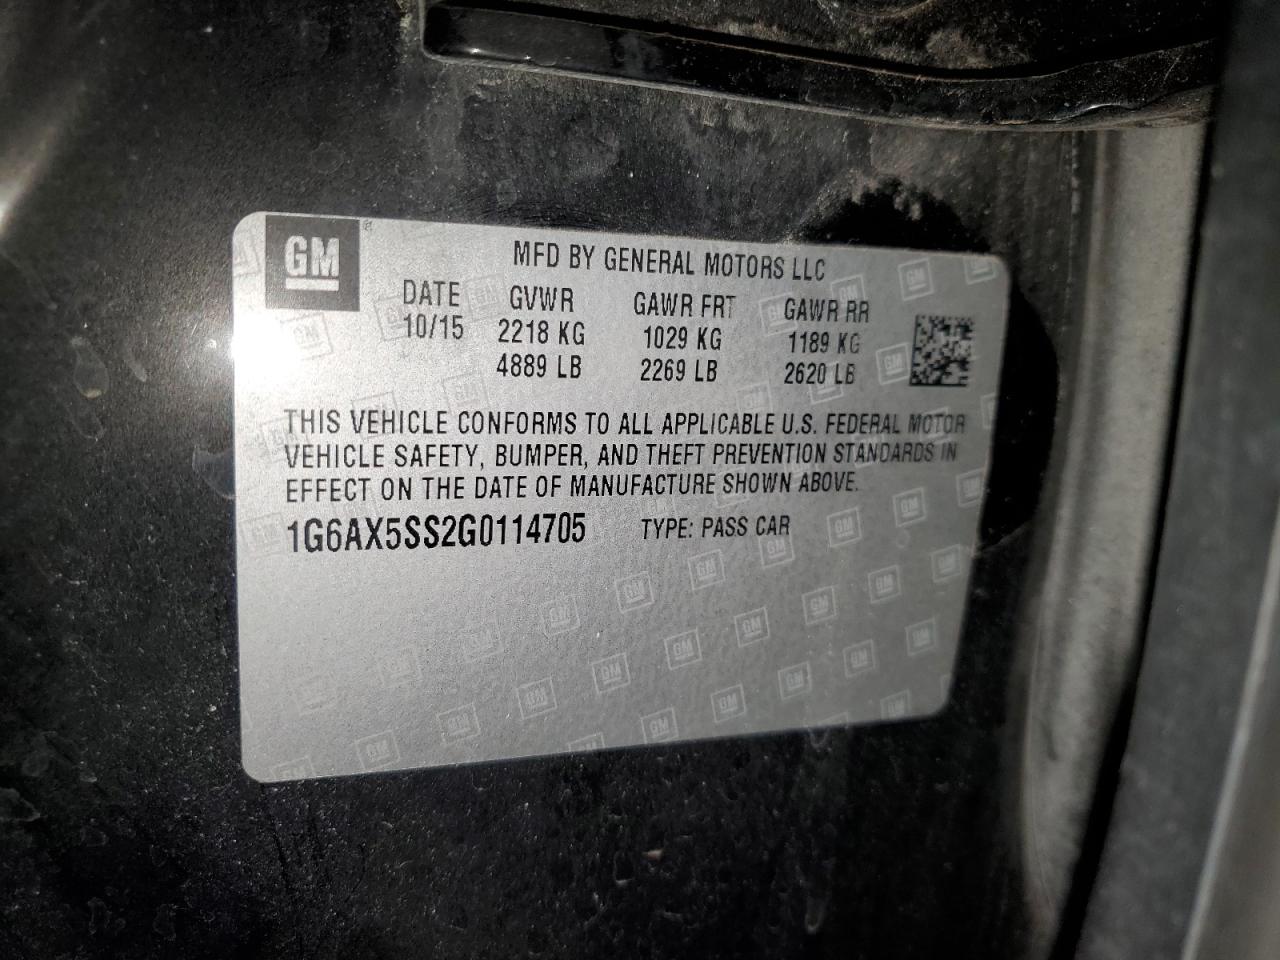 GM
MFD BY GENERAL MOTORS LLC
DATE GVWR GAWR FRT GAWR RR
10/15 2218 KG 1029 KG 1189 KG
4889 LB 2269 LB 2620 LB
THIS VEHICLE CONFORMS TO ALL APPLICABLE U.S. FEDERAL MOTOR
VEHICLE SAFETY, BUMPER, AND THEFT PREVENTION STANDARDS IN
EFFECT ON THE DATE OF MANUFACTURE SHOWN ABOVE.
1G6AX5SS2G0114705 TYPE: PASS CAR